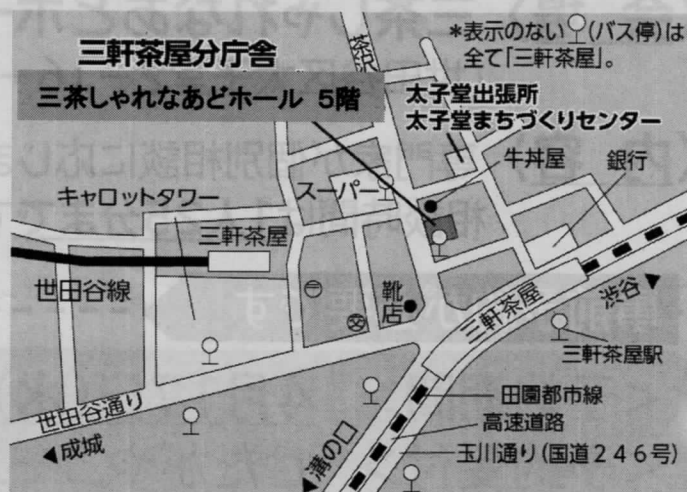 三軒茶屋分庁舎
三茶しゃれなあどホール 5階
*表示のない(バス停)は
全て「三軒茶屋」。
太子堂出張所
太子堂まちづくりセンター
牛丼屋
銀行
スーパー
キャロットタワー
三軒茶屋
世田谷線
靴店
三軒茶屋
渋谷▶
三軒茶屋駅
田園都市線
高速道路
玉川通り(国道246号)
世田谷通り
◀成城
◀溝の口